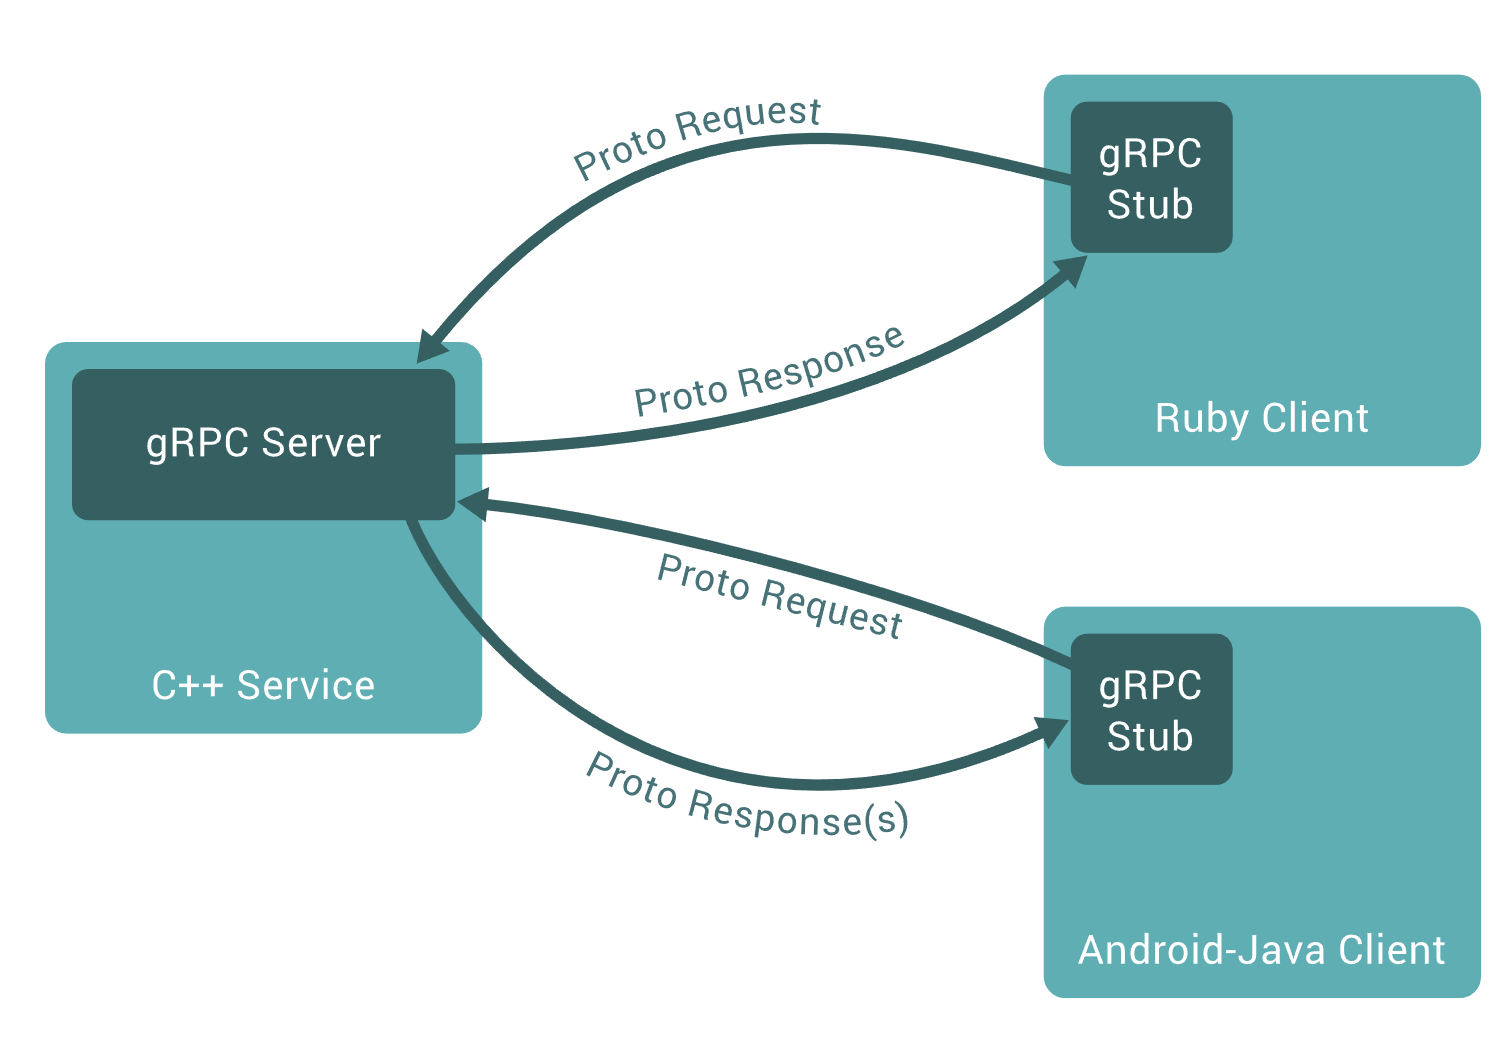 Proto Request
gRPC
Stub
Proto Response
Ruby Client
gRPC Server
C++ Service
Proto Request
gRPC
Stub
Proto Response(s)
Android-Java Client